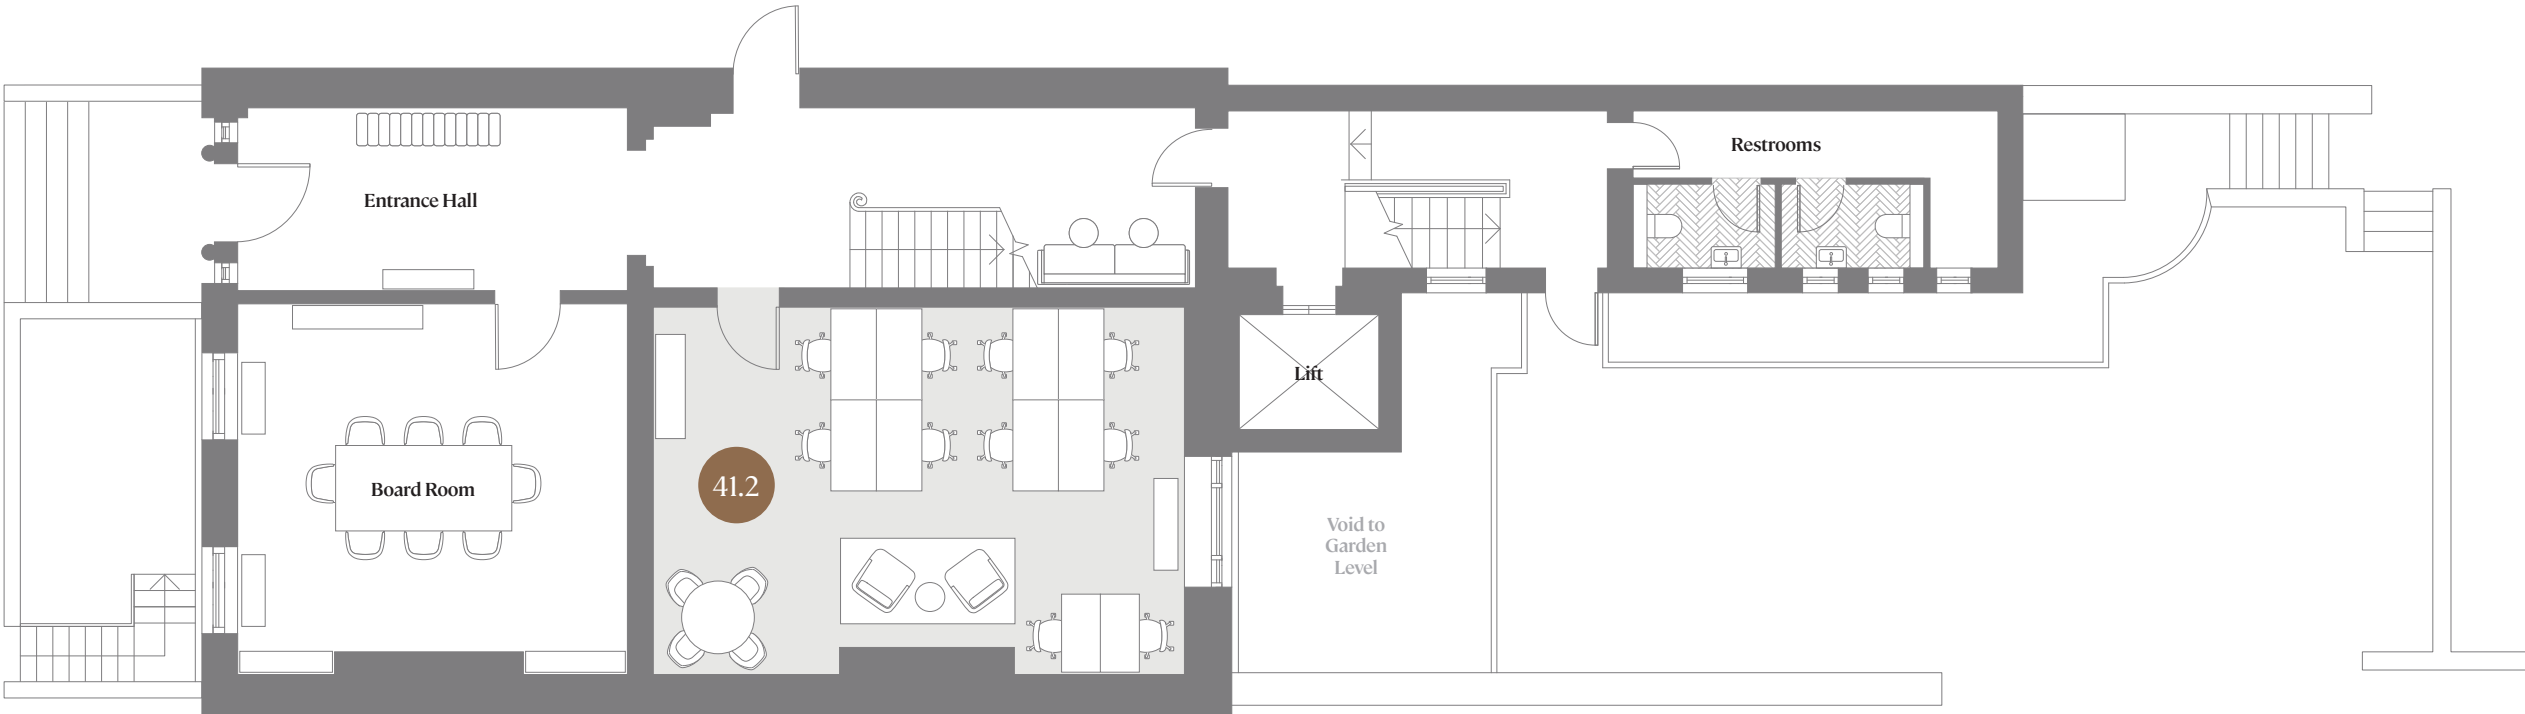 Restrooms
Entrance Hall
Lift
41.2
Board Room
Void to
Garden
Level